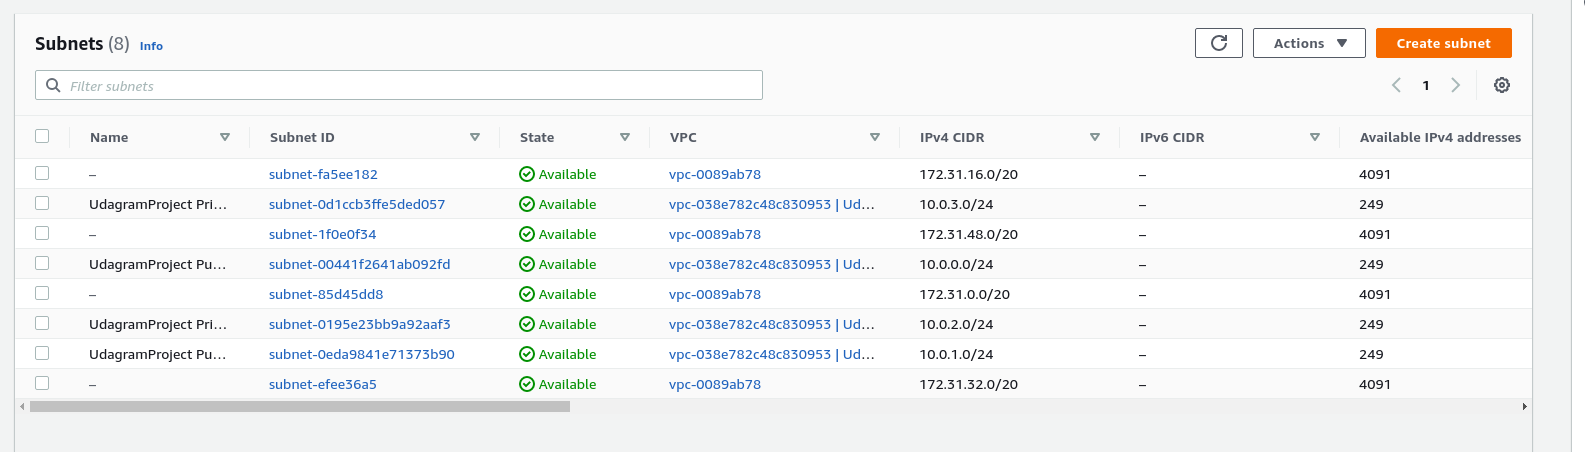 Subnets (8) Info
Actions
Create subnet
Filter subnets
1
Name Subnet ID State VPC IPv4 CIDR IPv6 CIDR Available IPv4 addresses
– subnet-fa5ee182 Available vpc-0089ab78 172.31.16.0/20 – 4091
UdagramProject Pri... subnet-0d1ccb3ffe5ded057 Available vpc-038e782c48c830953 | Ud... 10.0.3.0/24 – 249
– subnet-1f0e0f34 Available vpc-0089ab78 172.31.48.0/20 – 4091
UdagramProject Pu... subnet-00441f2641ab092fd Available vpc-038e782c48c830953 | Ud... 10.0.0.0/24 – 249
– subnet-85d45dd8 Available vpc-0089ab78 172.31.0.0/20 – 4091
UdagramProject Pri... subnet-0195e23bb9a92aaf3 Available vpc-038e782c48c830953 | Ud... 10.0.2.0/24 – 249
UdagramProject Pu... subnet-0eda9841e71373b90 Available vpc-038e782c48c830953 | Ud... 10.0.1.0/24 – 249
– subnet-efee36a5 Available vpc-0089ab78 172.31.32.0/20 – 4091